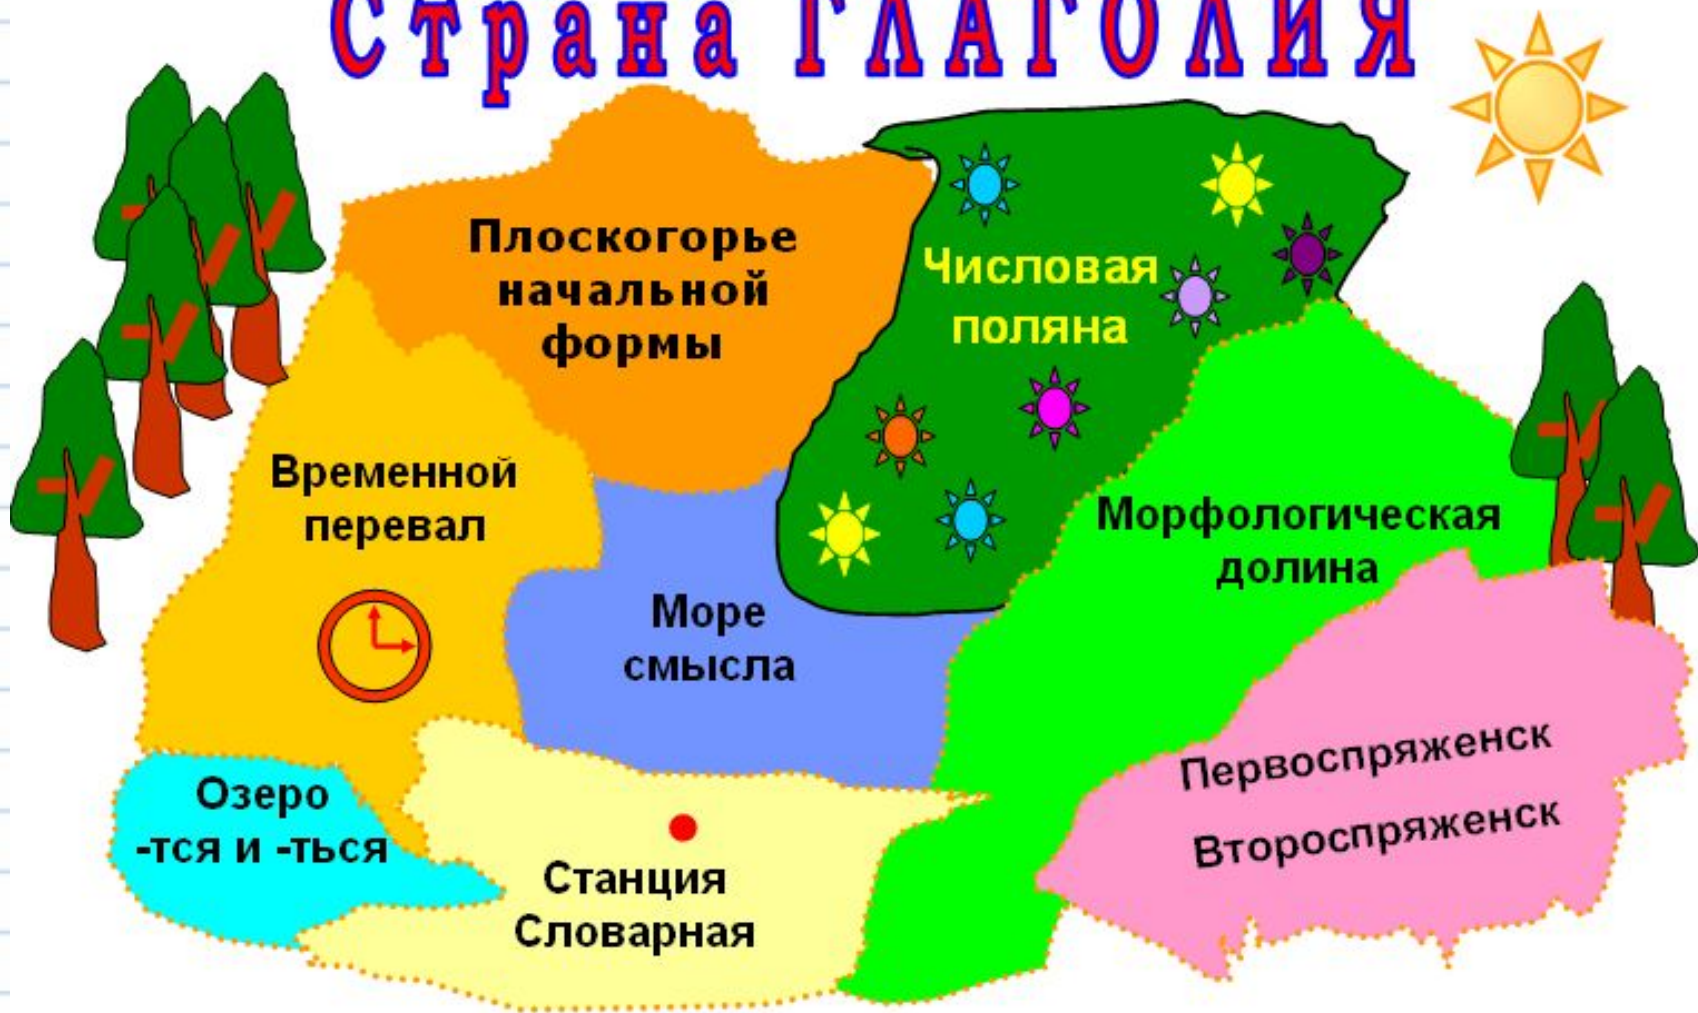 Страна ГЛАГОЛИЯ
Плоскогорье
начальной
формы
Числовая
поляна
Временной
перевал
Морфологическая
долина
Море
смысла
Первоспряженск
Второспряженск
Озеро
-тся и -ться
Станция
Словарная